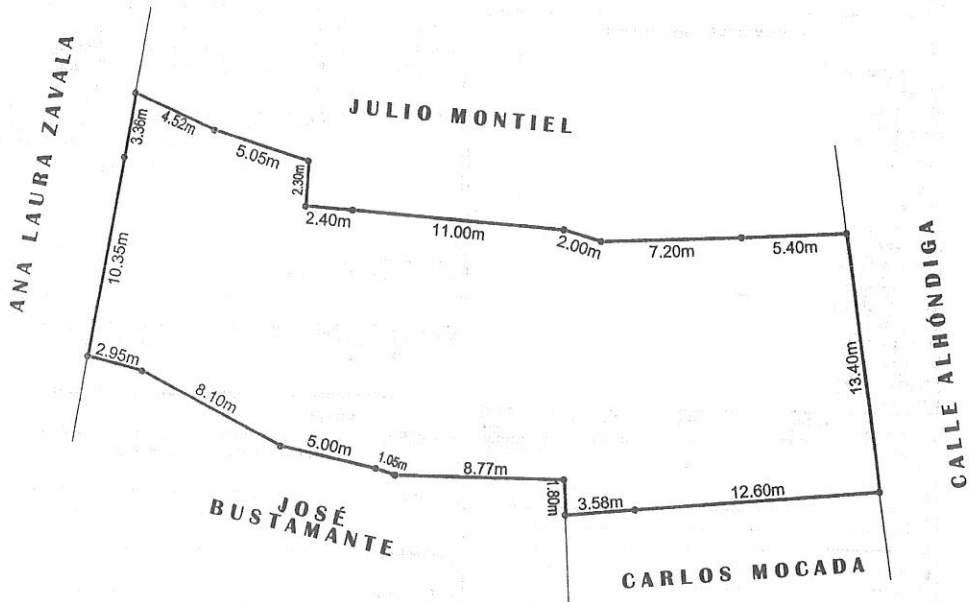 ANA LAURA ZAVALA
JULIO MONTIEL
3.36m
4.52m
5.05m
2.30m
2.40m
11.00m
2.00m
7.20m
5.40m
10.35m
13.40m
CALLE ALHÓNDIGA
2.95m
8.10m
5.00m
1.05m
8.77m
1.80m
3.58m
12.60m
JOSÉ
BUSTAMANTE
CARLOS MOCADA